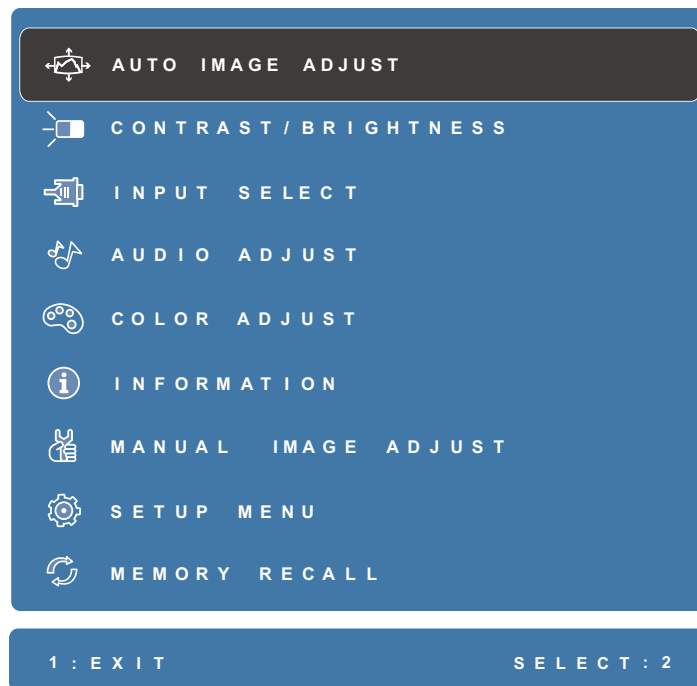 AUTO IMAGE ADJUST
CONTRAST/BRIGHTNESS
INPUT SELECT
AUDIO ADJUST
COLOR ADJUST
INFORMATION
MANUAL IMAGE ADJUST
SETUP MENU
MEMORY RECALL
1:EXIT SELECT:2